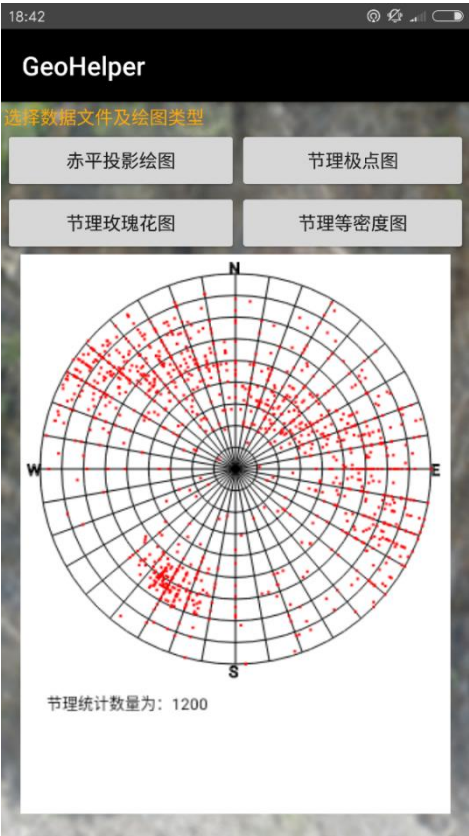 18:42
GeoHelper
选择数据文件及绘图类型
赤平投影绘图
节理极点图
节理玫瑰花图
节理等密度图
N
W
E
S
节理统计数量为：1200